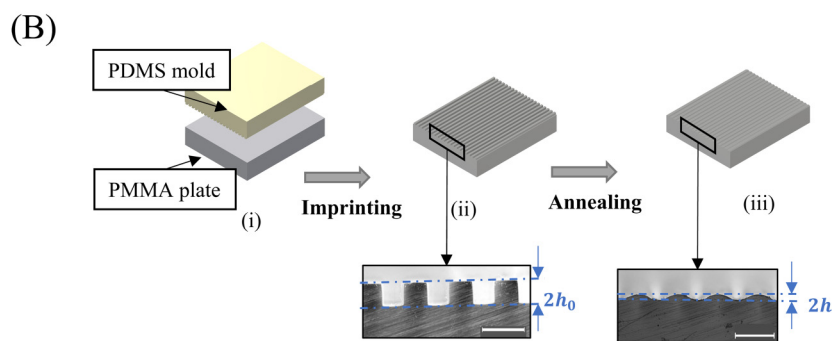 (B)
PDMS mold
PMMA plate
(i)
Imprinting
(ii)
Annealing
(iii)
2h₀
2h